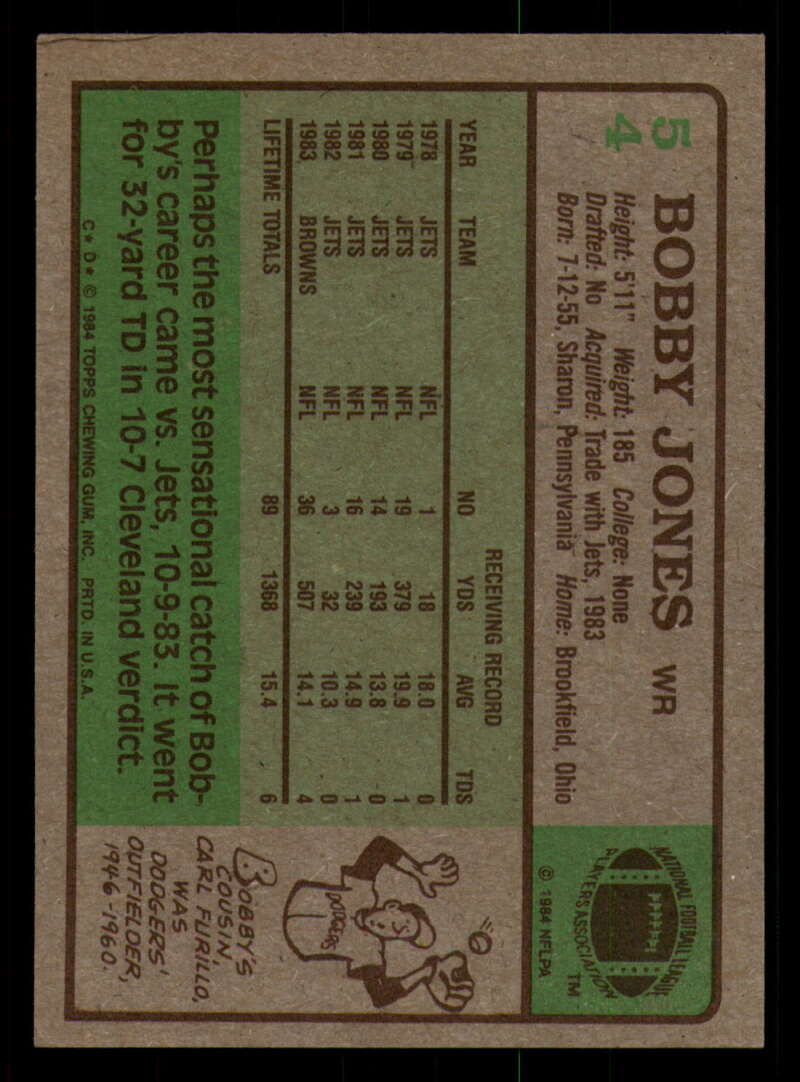 54
BOBBY JONES WR
Height: 5'11" Weight: 185 College: None
Drafted: No Acquired: Trade with Jets, 1983
Born: 7-12-55, Sharon, Pennsylvania Home: Brookfield, Ohio
NATIONAL FOOTBALL LEAGUE
PLAYERS ASSOCIATION
TM
© 1984 NFLPA
RECEIVING RECORD
YEAR TEAM NO YDS AVG TDS
1978 JETS NFL 1 18 18.0 0
1979 JETS NFL 19 379 19.9 1
1980 JETS NFL 14 193 13.8 0
1981 JETS NFL 16 239 14.9 1
1982 JETS NFL 3 32 10.3 0
1983 BROWNS NFL 36 507 14.1 4
LIFETIME TOTALS 89 1368 15.4 6
Perhaps the most sensational catch of Bob-
by's career came vs. Jets, 10-9-83. It went
for 32-yard TD in 10-7 Cleveland verdict.
C* D* © 1984 TOPPS CHEWING GUM, INC. PRTD. IN U.S.A.
DODGERS
BOBBY'S
COUSIN,
CARL FURILLO,
WAS
DODGERS'
OUTFIELDER,
1946-1960.